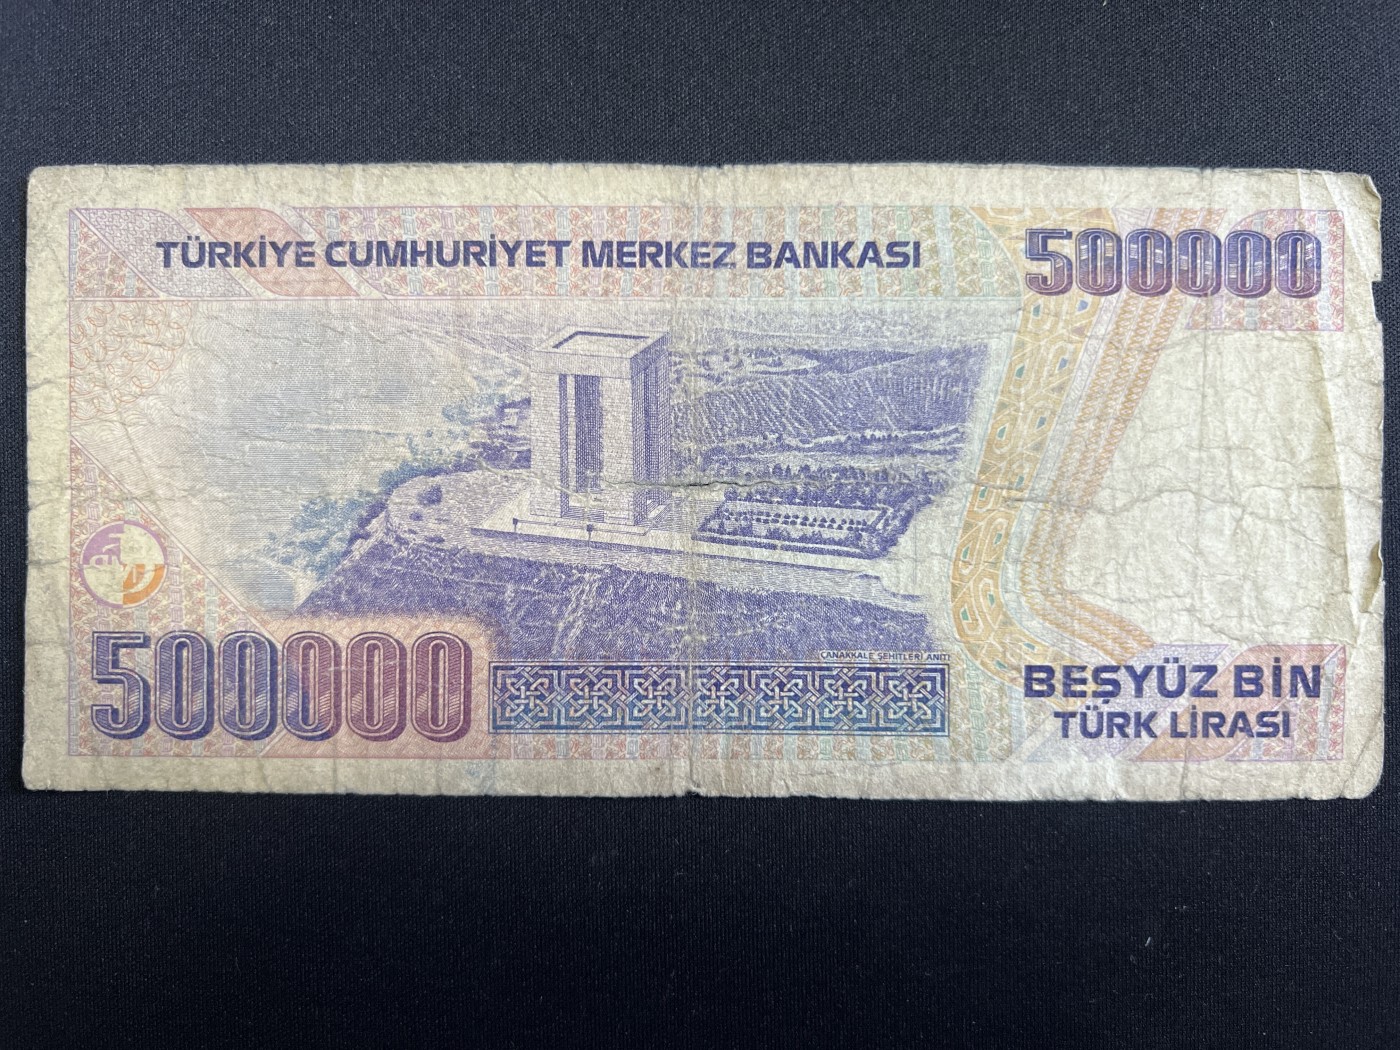 TÜRKİYE CUMHURİYET MERKEZ BANKASI
500000
ÇANAKKALE ŞEHİTLERİ ANITI
500000
BEŞYÜZ BİN
TÜRK LİRASI